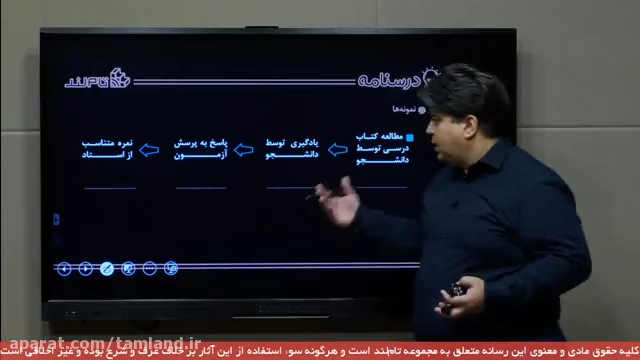 درسنامه
تام‌لند
نمونه‌ها
مطالعه کتاب
درسی توسط
دانشجو
یادگیری توسط
دانشجو
پاسخ به پرسش
آزمون
نمره متناسب
از استاد
aparat.com/tamland.ir
کلیه حقوق مادی و معنوی این رسانه متعلق به مجموعه تام‌لند است و هرگونه سوء استفاده از این آثار بر خلاف عرف و شرع بوده و غیر اخلاقی است